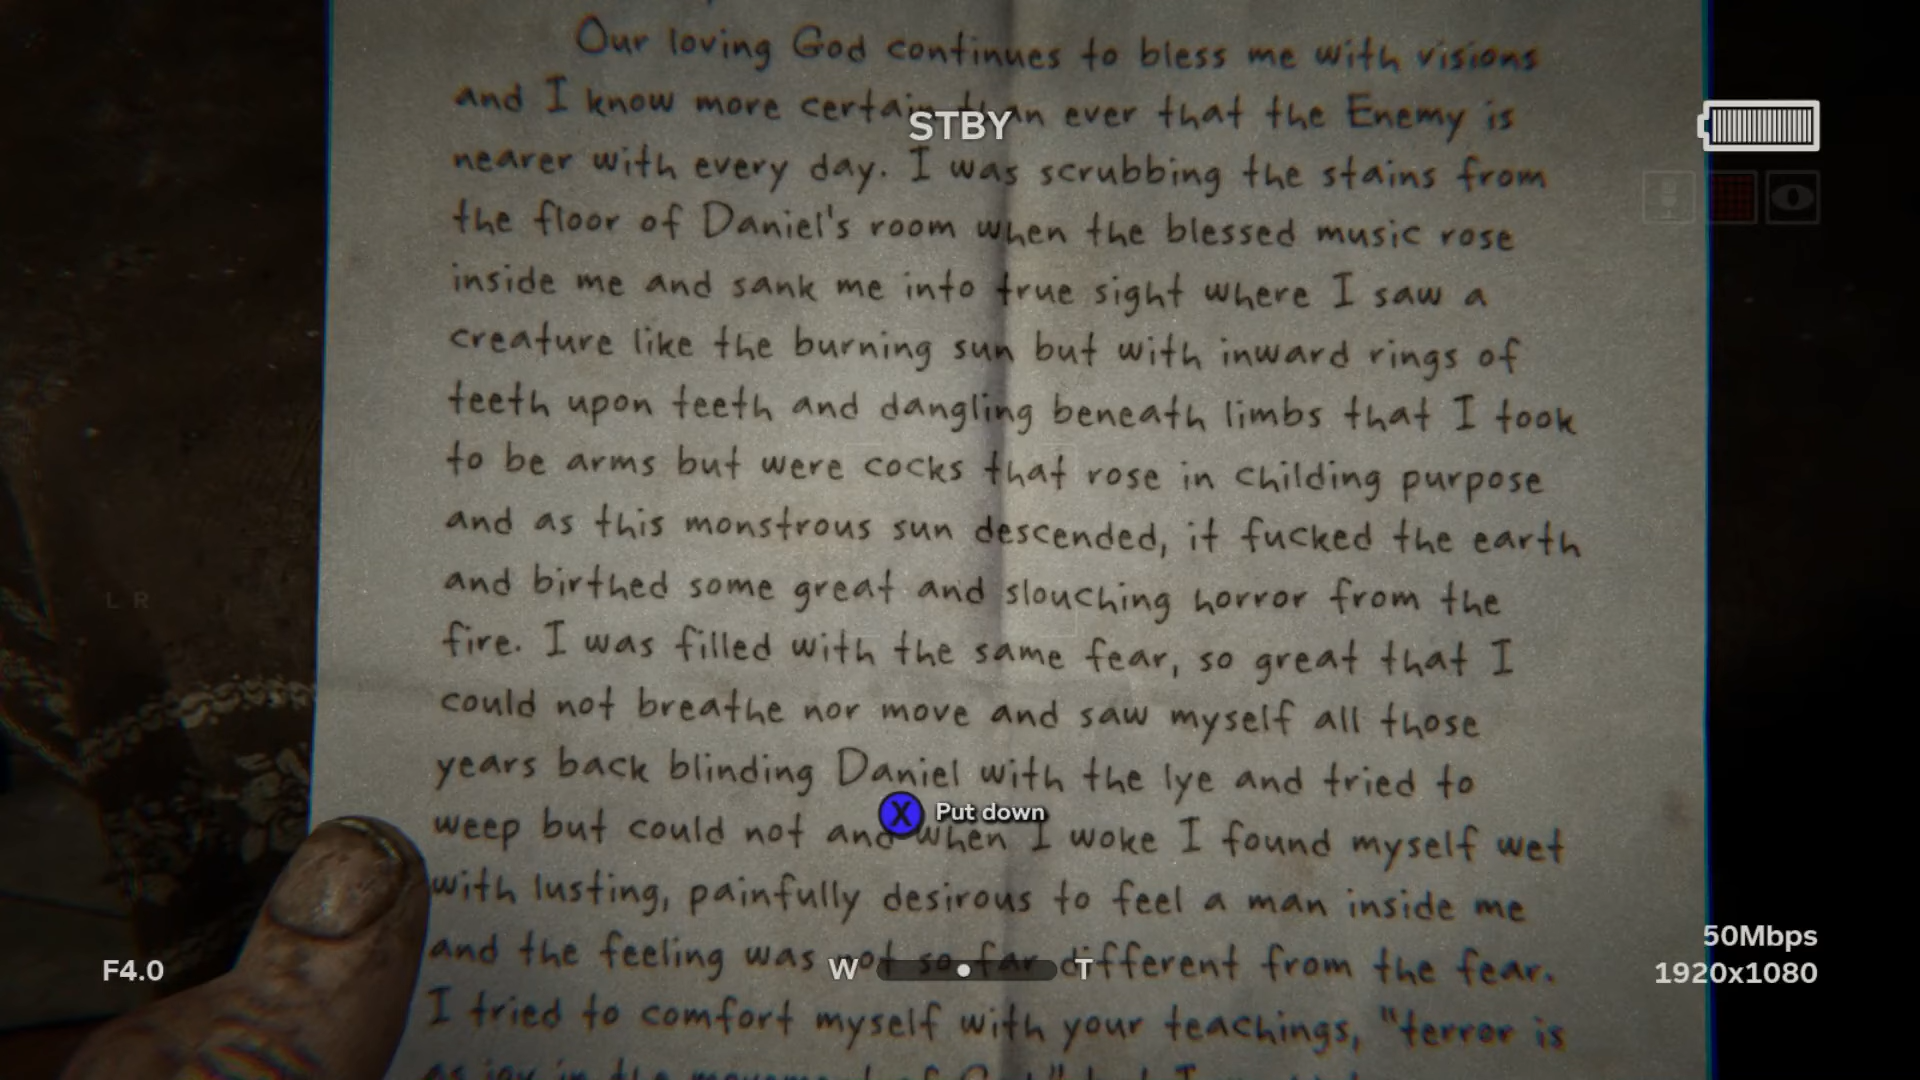 Our loving God continues to bless me with visions
and I know more certain than ever that the Enemy is
STBY
nearer with every day. I was scrubbing the stains from
the floor of Daniel's room when the blessed music rose
inside me and sank me into true sight where I saw a
creature like the burning sun but with inward rings of
teeth upon teeth and dangling beneath limbs that I took
to be arms but were cocks that rose in childing purpose
and as this monstrous sun descended, it fucked the earth
and birthed some great and slouching horror from the
L R
fire. I was filled with the same fear, so great that I
could not breathe nor move and saw myself all those
years back blinding Daniel with the lye and tried to
X Put down
weep but could not and when I woke I found myself wet
with lusting, painfully desirous to feel a man inside me
50Mbps
and the feeling was not so far different from the fear.
F4.0
W T
1920x1080
I tried to comfort myself with your teachings, "terror is
as joy in the